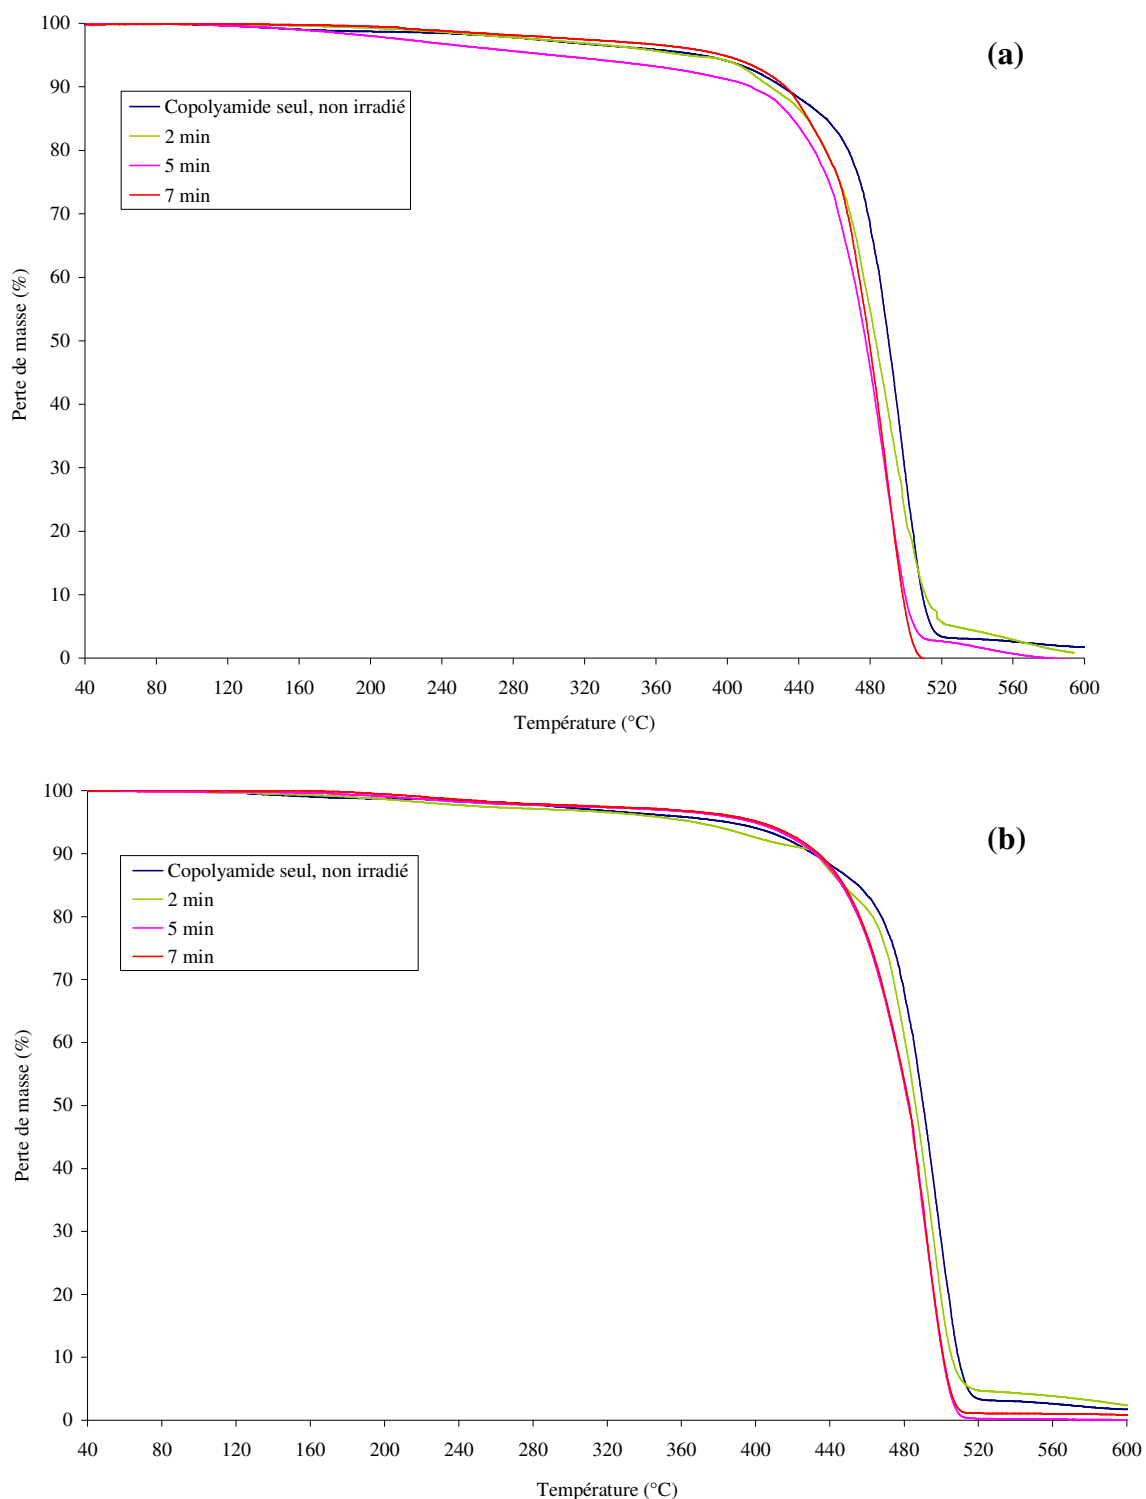 (a)
Copolyamide seul, non irradié
2 min
5 min
7 min
Perte de masse (%)
100
90
80
70
60
50
40
30
20
10
0
40 80 120 160 200 240 280 320 360 400 440 480 520 560 600
Température (°C)
(b)
Copolyamide seul, non irradié
2 min
5 min
7 min
Perte de masse (%)
100
90
80
70
60
50
40
30
20
10
0
40 80 120 160 200 240 280 320 360 400 440 480 520 560 600
Température (°C)